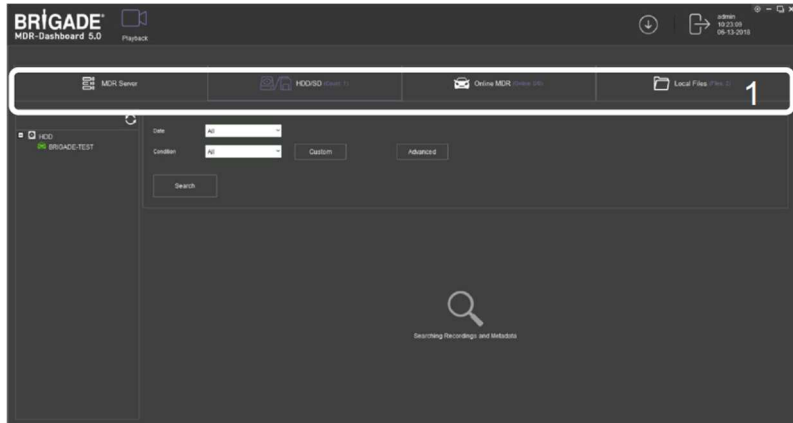 BRIGADE
MDR-Dashboard 5.0
Playback
admin
10:23:09
06-13-2018
MDR Server
HDD/SD
Online MDR
Local Files
1
HDD
BRIGADE-TEST
Date
All
Condition
All
Custom
Advanced
Search
Searching Recordings and Metadata